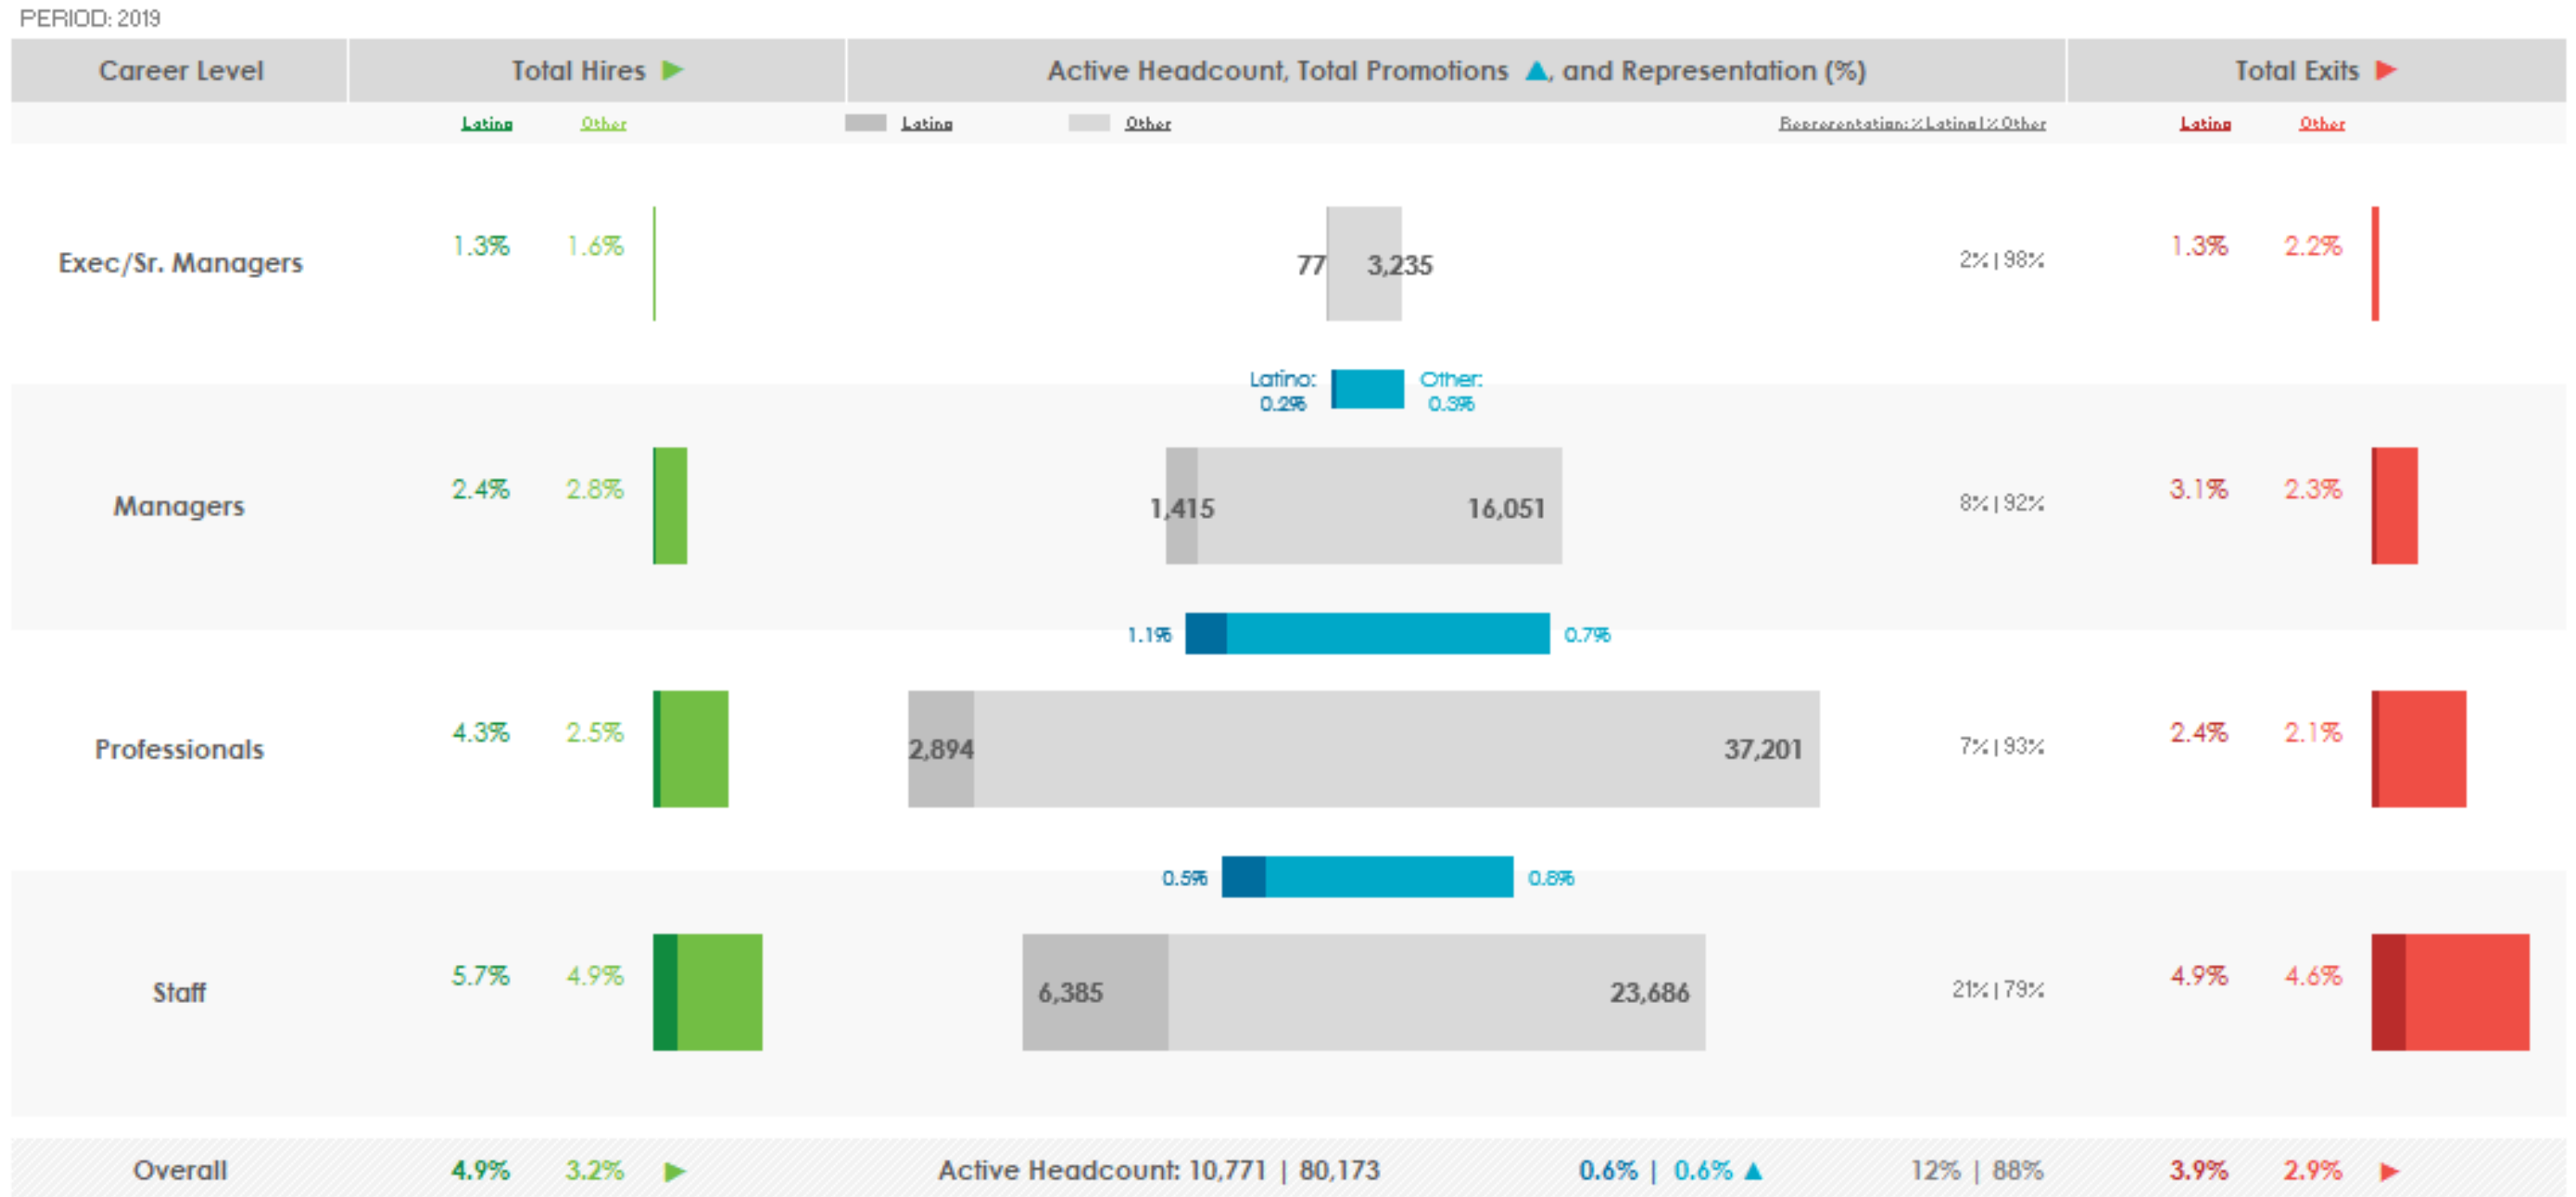 PERIOD: 2019
Career Level Total Hires ▶ Active Headcount, Total Promotions ▲, and Representation (%) Total Exits ▶
Latino Other Latino Other Representation: % Latino | % Other Latino Other
1.3% 1.6% 1.3% 2.2%
Exec/Sr. Managers 77 3,235 2% | 98%
Latino: Other:
0.2% 0.3%
2.4% 2.8% 3.1% 2.3%
Managers 1,415 16,051 8% | 92%
1.1% 0.7%
4.3% 2.5% 2.4% 2.1%
Professionals 2,894 37,201 7% | 93%
0.5% 0.8%
5.7% 4.9% 4.9% 4.6%
Staff 6,385 23,686 21% | 79%
Overall 4.9% 3.2% ▶ Active Headcount: 10,771 | 80,173 0.6% | 0.6% ▲ 12% | 88% 3.9% 2.9% ▶